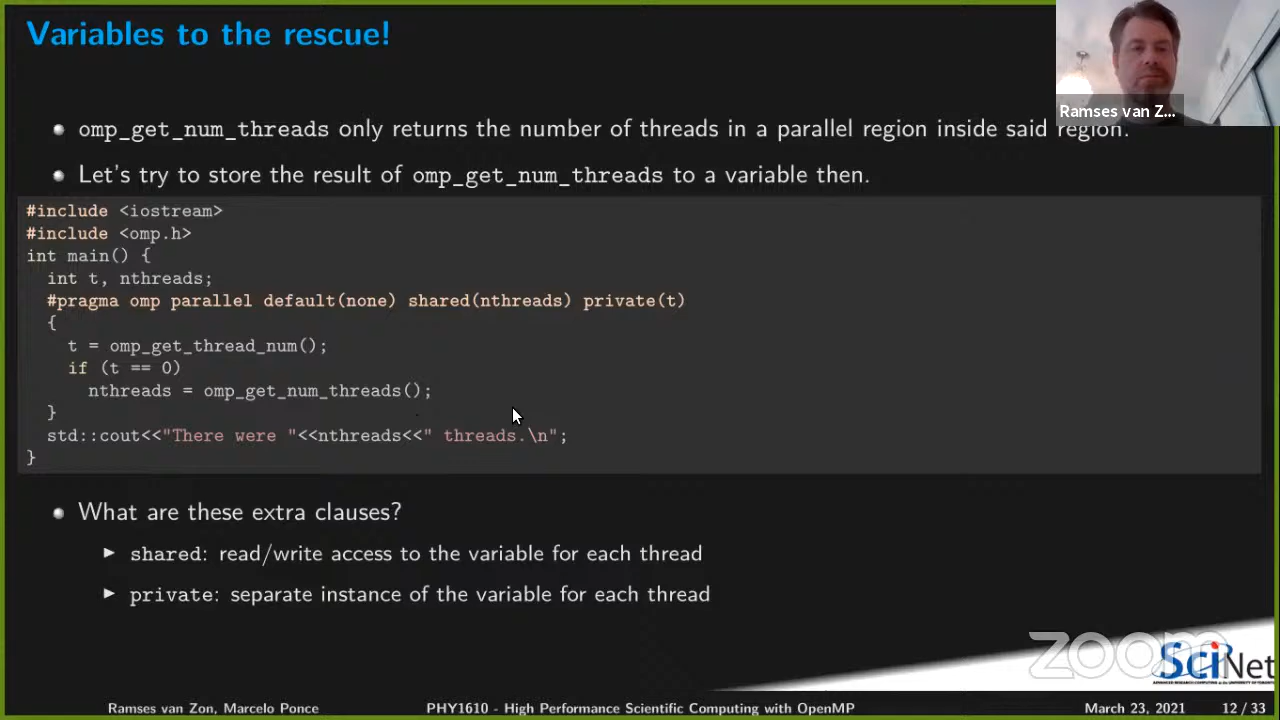 Variables to the rescue!
Ramses van Z...
omp_get_num_threads only returns the number of threads in a parallel region inside said region.
Let's try to store the result of omp_get_num_threads to a variable then.
#include <iostream>
#include <omp.h>
int main() {
int t, nthreads;
#pragma omp parallel default(none) shared(nthreads) private(t)
{
t = omp_get_thread_num();
if (t == 0)
nthreads = omp_get_num_threads();
}
std::cout<<"There were "<<nthreads<<" threads.\n";
}
What are these extra clauses?
shared: read/write access to the variable for each thread
private: separate instance of the variable for each thread
zoom
SciNet
Ramses van Zon, Marcelo Ponce
PHY1610 - High Performance Scientific Computing with OpenMP
March 23, 2021
12 / 33